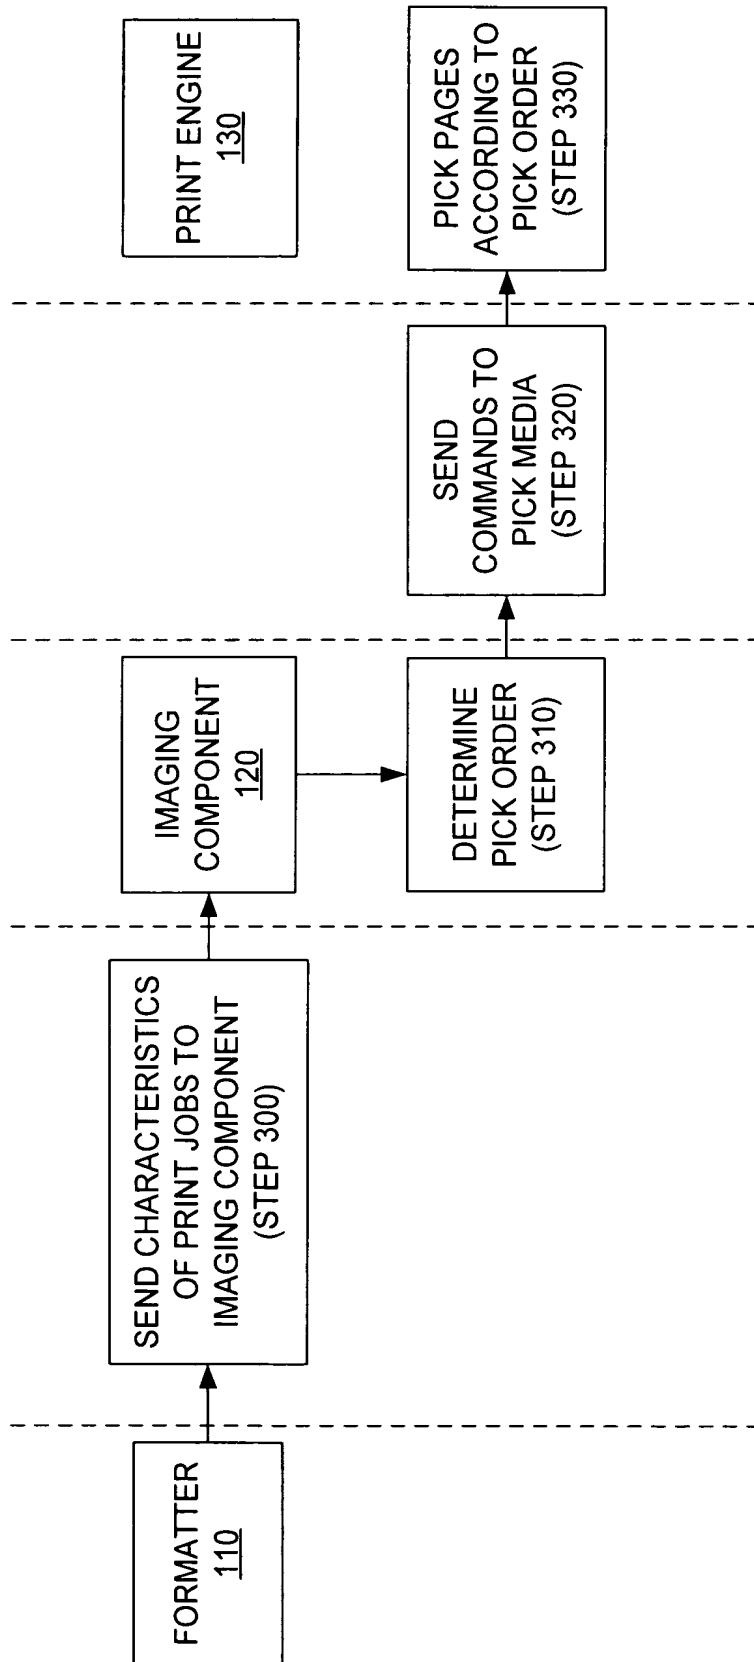 FORMATTER
110
SEND CHARACTERISTICS
OF PRINT JOBS TO
IMAGING COMPONENT
(STEP 300)
IMAGING
COMPONENT
120
DETERMINE
PICK ORDER
(STEP 310)
SEND
COMMANDS TO
PICK MEDIA
(STEP 320)
PRINT ENGINE
130
PICK PAGES
ACCORDING TO
PICK ORDER
(STEP 330)